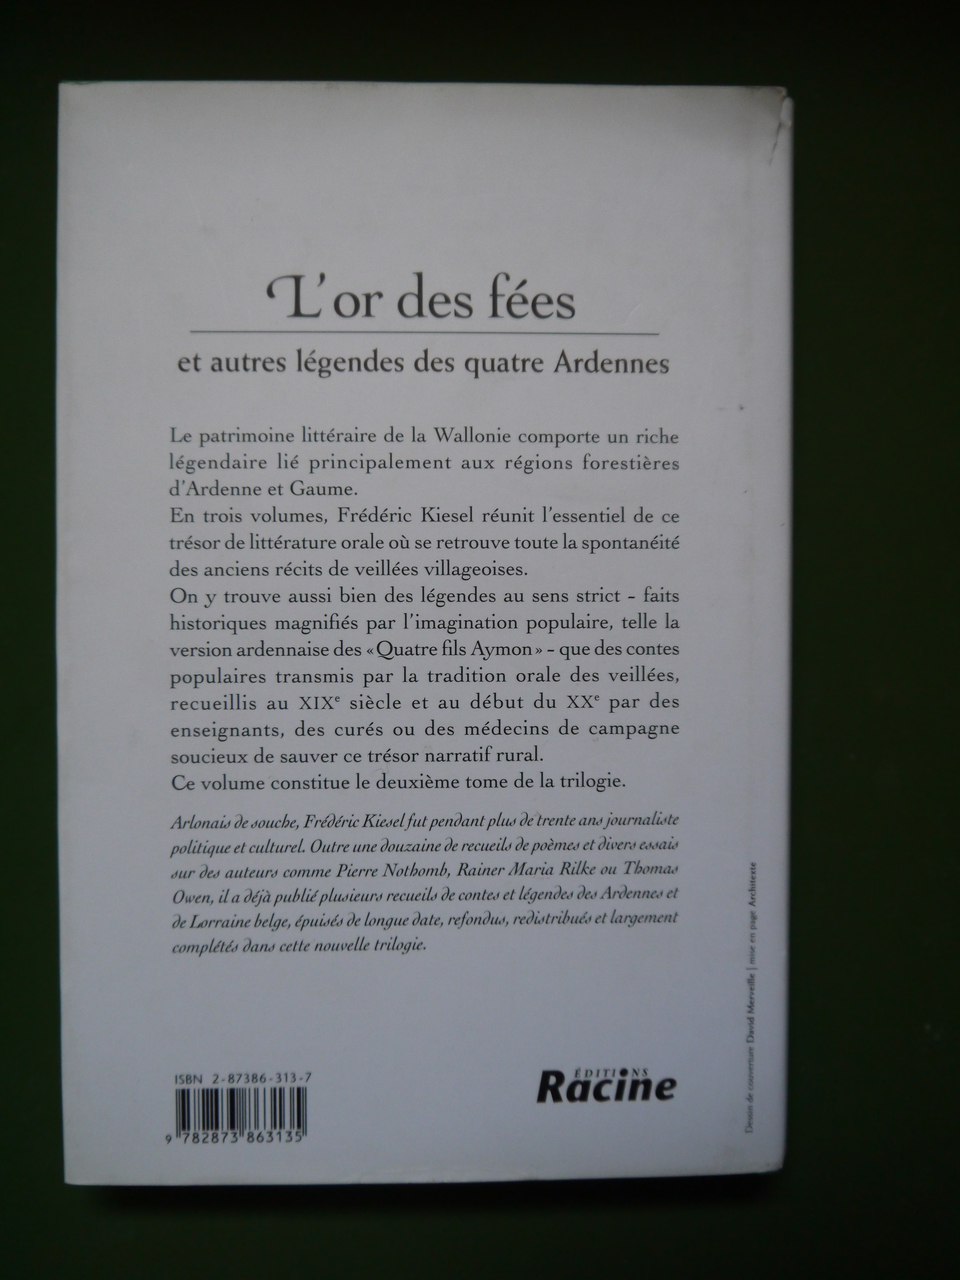 L'or des fées
et autres légendes des quatre Ardennes
Le patrimoine littéraire de la Wallonie comporte un riche
légendaire lié principalement aux régions forestières
d'Ardenne et Gaume.
En trois volumes, Frédéric Kiesel réunit l'essentiel de ce
trésor de littérature orale où se retrouve toute la spontanéité
des anciens récits de veillées villageoises.
On y trouve aussi bien des légendes au sens strict – faits
historiques magnifiés par l'imagination populaire, telle la
version ardennaise des «Quatre fils Aymon» – que des contes
populaires transmis par la tradition orale des veillées,
recueillis au XIXe siècle et au début du XXe par des
enseignants, des curés ou des médecins de campagne
soucieux de sauver ce trésor narratif rural.
Ce volume constitue le deuxième tome de la trilogie.
Arlonais de souche, Frédéric Kiesel fut pendant plus de trente ans journaliste
politique et culturel. Outre une douzaine de recueils de poèmes et divers essais
sur des auteurs comme Pierre Nothomb, Rainer Maria Rilke ou Thomas
Owen, il a déjà publié plusieurs recueils de contes et légendes des Ardennes et
de Lorraine belge, épuisés de longue date, refondus, redistribués et largement
complétés dans cette nouvelle trilogie.
Dessin de couverture David Merveille | mise en page Architexte
ISBN 2-87386-313-7
9 782873 863135
ÉDITIONS
Racine